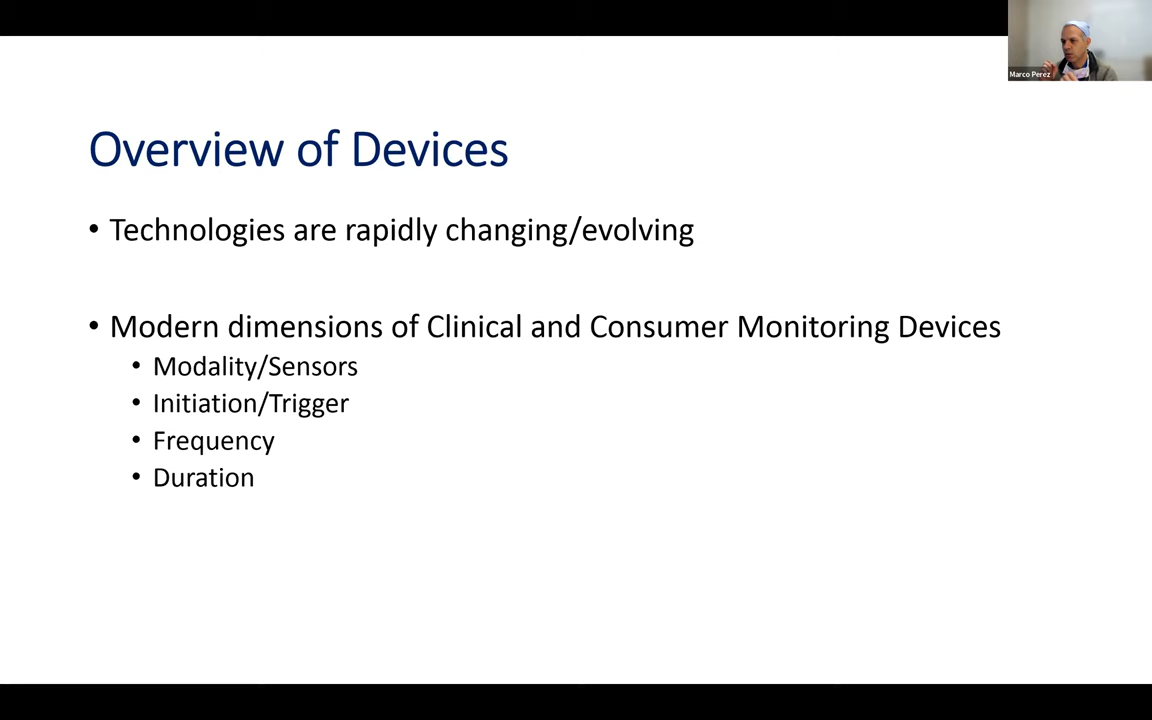 Marco Perez
Overview of Devices
• Technologies are rapidly changing/evolving
• Modern dimensions of Clinical and Consumer Monitoring Devices
• Modality/Sensors
• Initiation/Trigger
• Frequency
• Duration